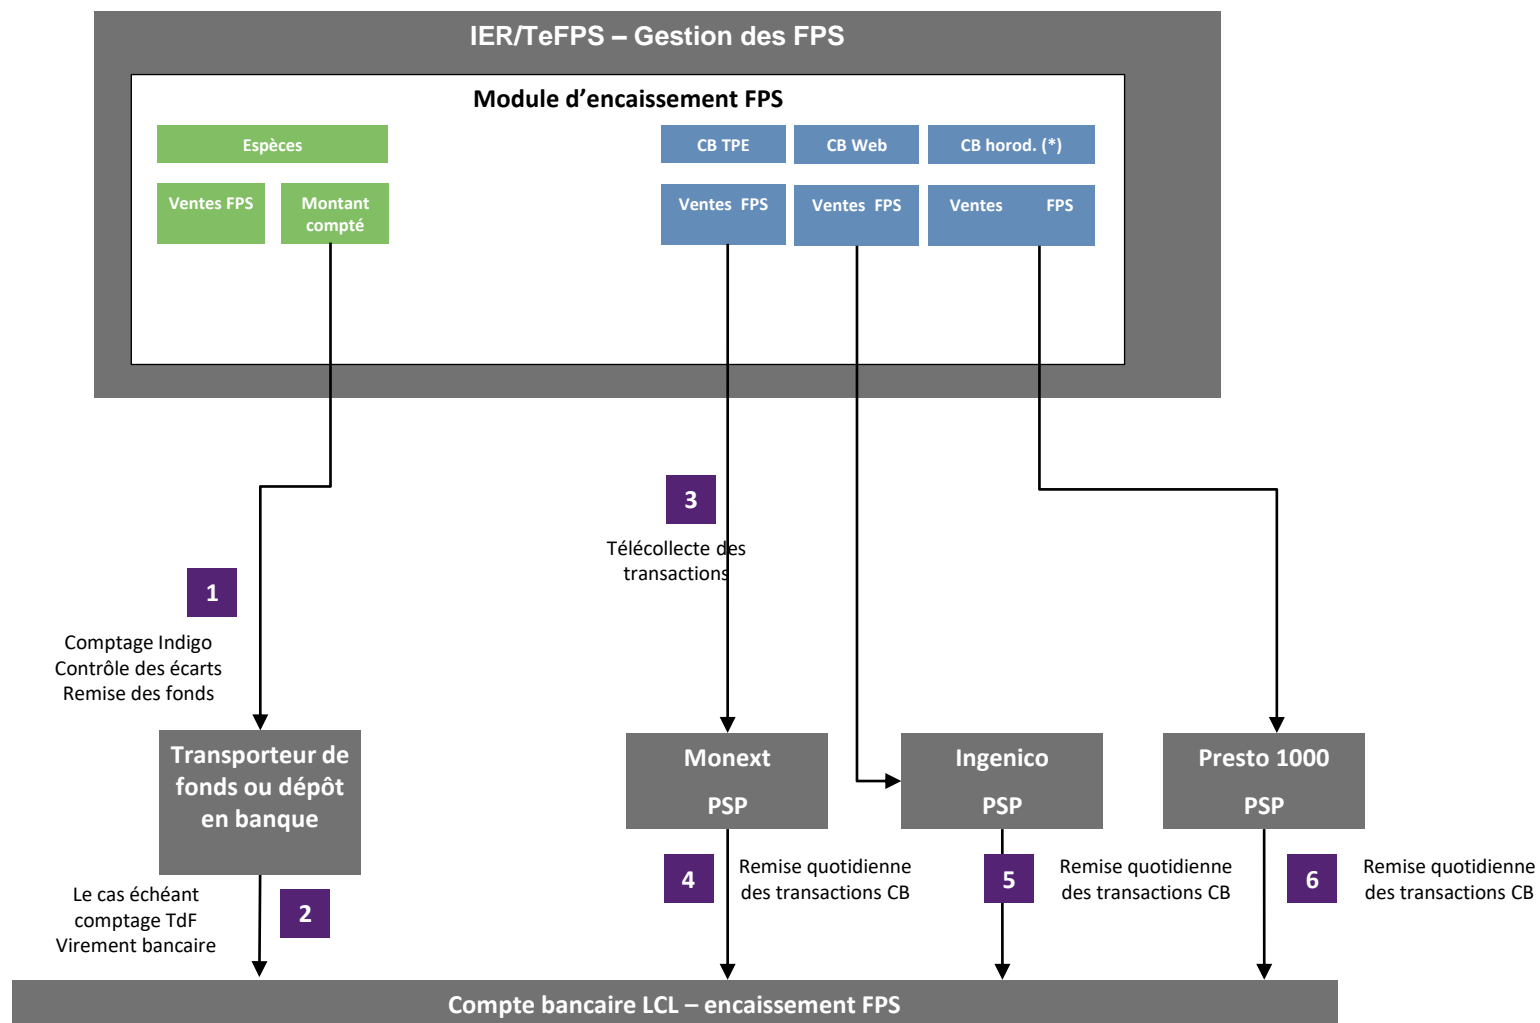 IER/TeFPS – Gestion des FPS
Module d’encaissement FPS
Espèces
CB TPE
CB Web
CB horod. (*)
Ventes FPS
Montant
compté
Ventes FPS
Ventes FPS
Ventes FPS
3
Télécollecte des
transactions
1
Comptage Indigo
Contrôle des écarts
Remise des fonds
Transporteur de
fonds ou dépôt
en banque
Monext
PSP
Ingenico
PSP
Presto 1000
PSP
Le cas échéant
comptage TdF
Virement bancaire
2
4
Remise quotidienne
des transactions CB
5
Remise quotidienne
des transactions CB
6
Remise quotidienne
des transactions CB
Compte bancaire LCL – encaissement FPS